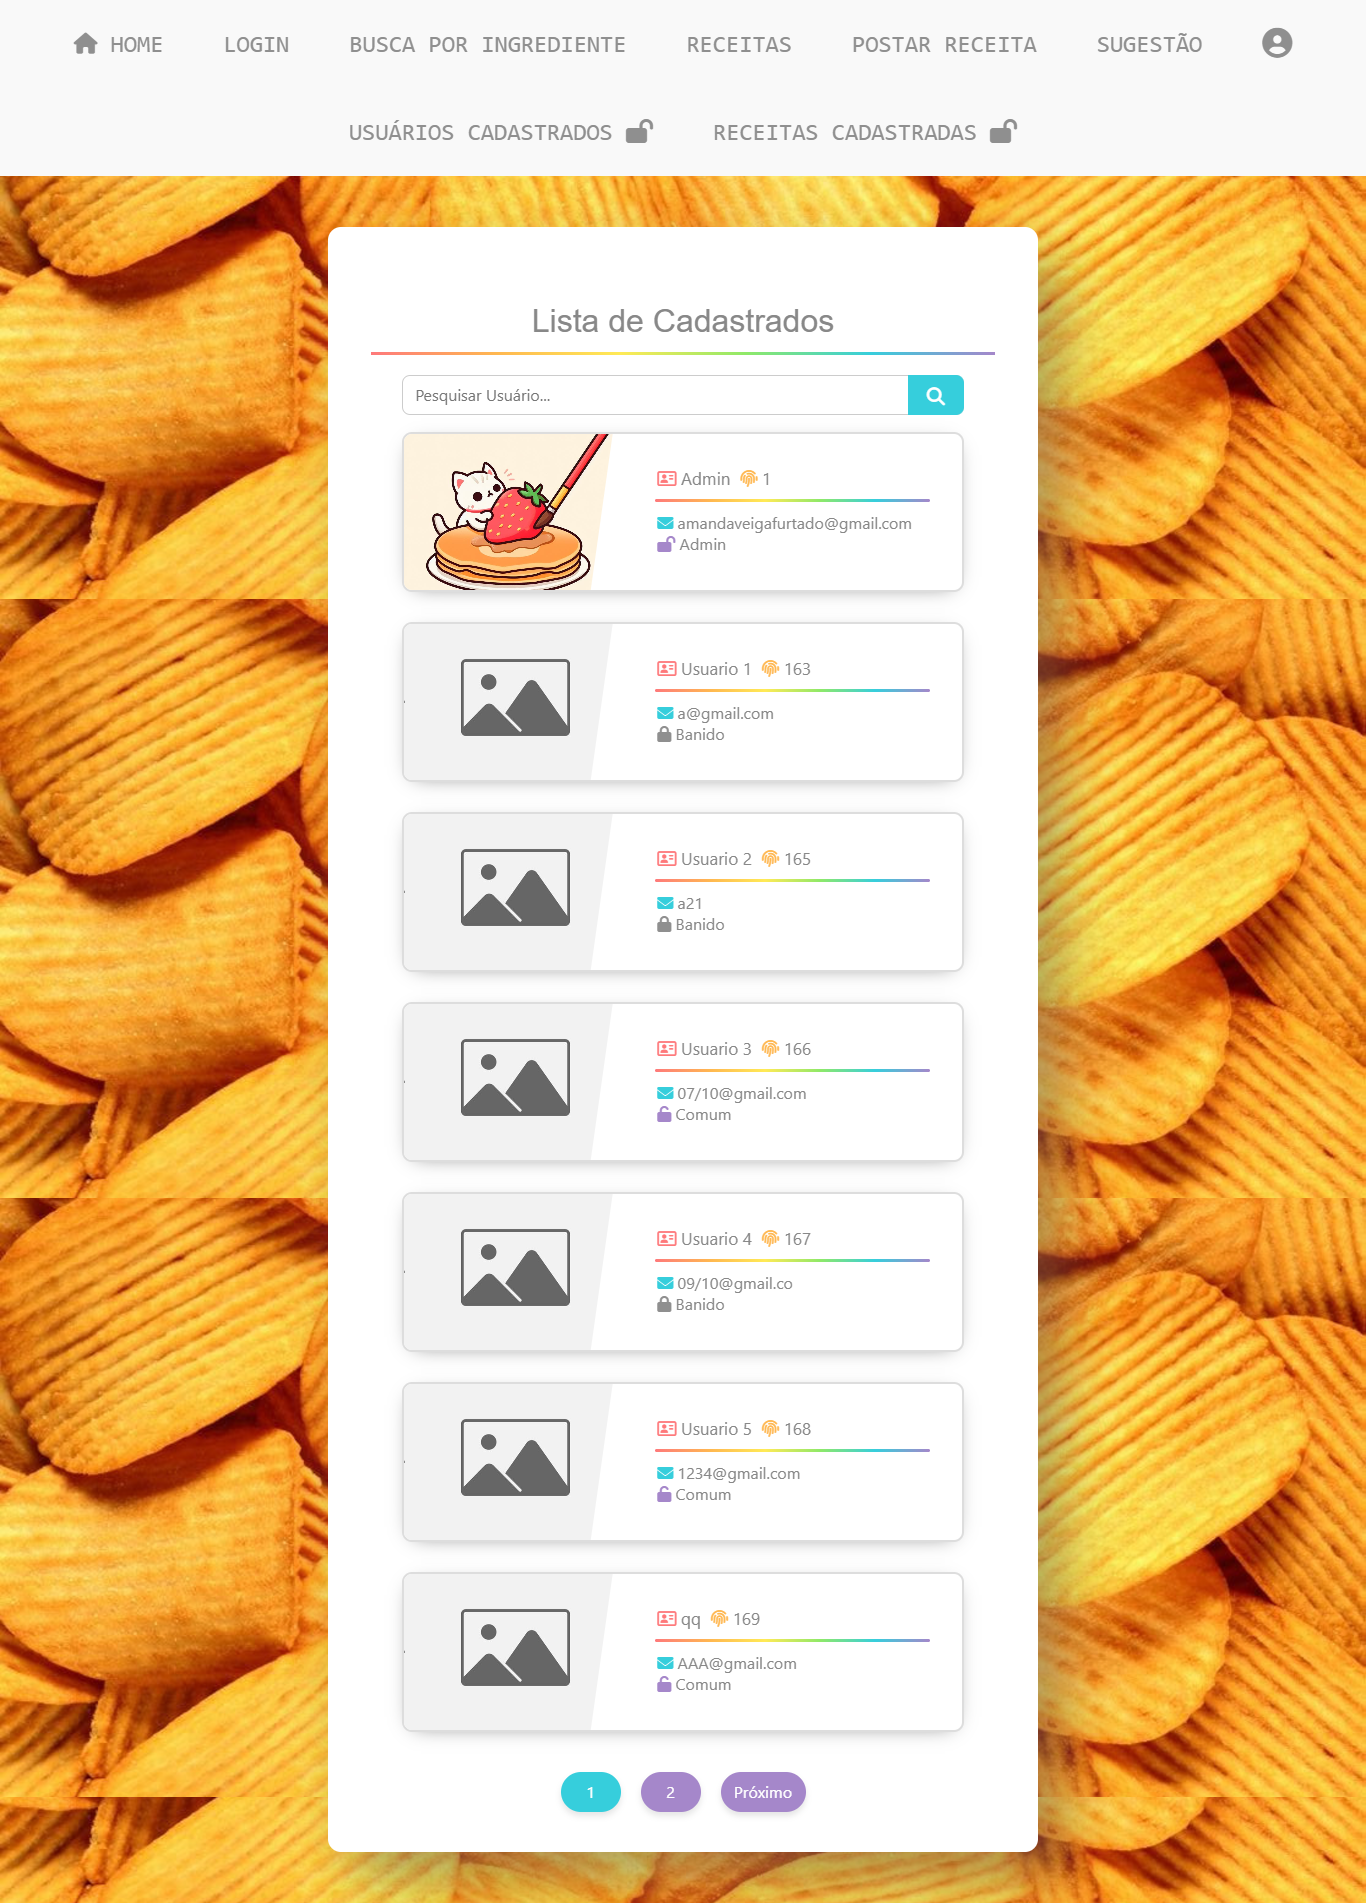 HOME LOGIN BUSCA POR INGREDIENTE RECEITAS POSTAR RECEITA SUGESTÃO
USUÁRIOS CADASTRADOS RECEITAS CADASTRADAS
Lista de Cadastrados
Pesquisar Usuário...
Admin 1
amandaveigafurtado@gmail.com
Admin
Usuario 1 163
a@gmail.com
Banido
Usuario 2 165
a21
Banido
Usuario 3 166
07/10@gmail.com
Comum
Usuario 4 167
09/10@gmail.co
Banido
Usuario 5 168
1234@gmail.com
Comum
qq 169
AAA@gmail.com
Comum
1 2 Próximo